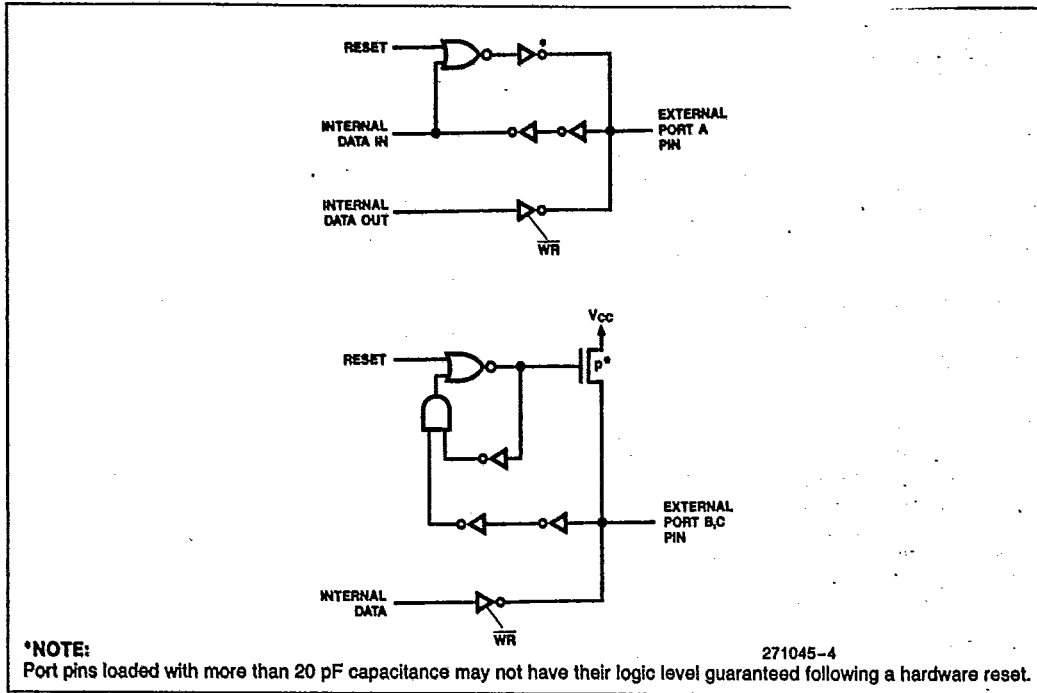 RESET
*
INTERNAL
DATA IN
EXTERNAL
PORT A
PIN
INTERNAL
DATA OUT
WR
VCC
RESET
P*
EXTERNAL
PORT B,C
PIN
INTERNAL
DATA
WR
*NOTE:
271045-4
Port pins loaded with more than 20 pF capacitance may not have their logic level guaranteed following a hardware reset.